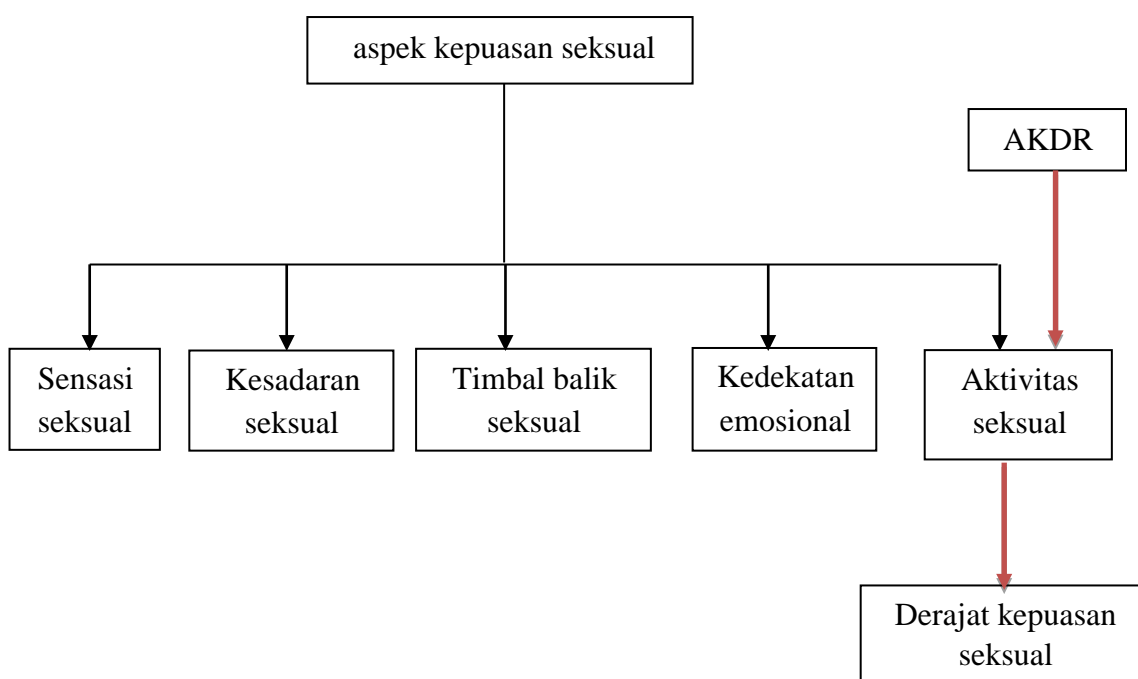 aspek kepuasan seksual
AKDR
Sensasi
seksual
Kesadaran
seksual
Timbal balik
seksual
Kedekatan
emosional
Aktivitas
seksual
Derajat kepuasan
seksual